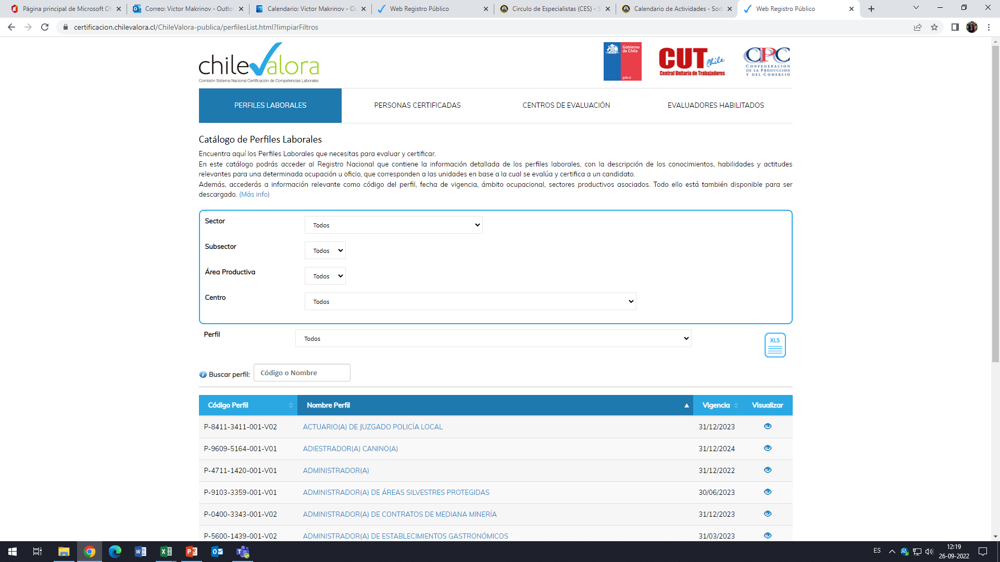 Página principal de Microsoft Of
Correo: Victor Makrinov - Outlo
Calendario: Victor Makrinov - O
Web Registro Público
Circulo de Especialistas (CES) - S
Calendario de Actividades - Sod
Web Registro Público
certificacion.chilevalora.cl/ChileValora-publica/perfilesList.html?limpiarFiltros
chilevalora
Comisión Sistema Nacional Certificación de Competencias Laborales
Gobierno de Chile
gob.cl
CUT Chile
Central Unitaria de Trabajadores
CPC
CONFEDERACION
DE LA PRODUCCION
Y DEL COMERCIO
PERFILES LABORALES
PERSONAS CERTIFICADAS
CENTROS DE EVALUACIÓN
EVALUADORES HABILITADOS
Catálogo de Perfiles Laborales
Encuentra aquí los Perfiles Laborales que necesitas para evaluar y certificar.
En este catálogo podrás acceder al Registro Nacional que contiene la información detallada de los perfiles laborales, con la descripción de los conocimientos, habilidades y actitudes
relevantes para una determinada ocupación u oficio, que corresponden a las unidades en base a la cual se evalúa y certifica a un candidato.
Además, accederás a información relevante como código del perfil, fecha de vigencia, ámbito ocupacional, sectores productivos asociados. Todo ello está también disponible para ser
descargado. (Más info)
Sector Todos
Subsector Todos
Área Productiva Todos
Centro Todos
Perfil Todos
XLS
Buscar perfil: Código o Nombre
Código Perfil Nombre Perfil Vigencia Visualizar
P-8411-3411-001-V02 ACTUARIO(A) DE JUZGADO POLICÍA LOCAL 31/12/2023
P-9609-5164-001-V01 ADIESTRADOR(A) CANINO(A) 31/12/2024
P-4711-1420-001-V01 ADMINISTRADOR(A) 31/12/2022
P-9103-3359-001-V01 ADMINISTRADOR(A) DE ÁREAS SILVESTRES PROTEGIDAS 30/06/2023
P-0400-3343-001-V02 ADMINISTRADOR(A) DE CONTRATOS DE MEDIANA MINERÍA 31/12/2023
P-5600-1439-001-V02 ADMINISTRADOR(A) DE ESTABLECIMIENTOS GASTRONÓMICOS 31/03/2023
ES
12:19
26-09-2022